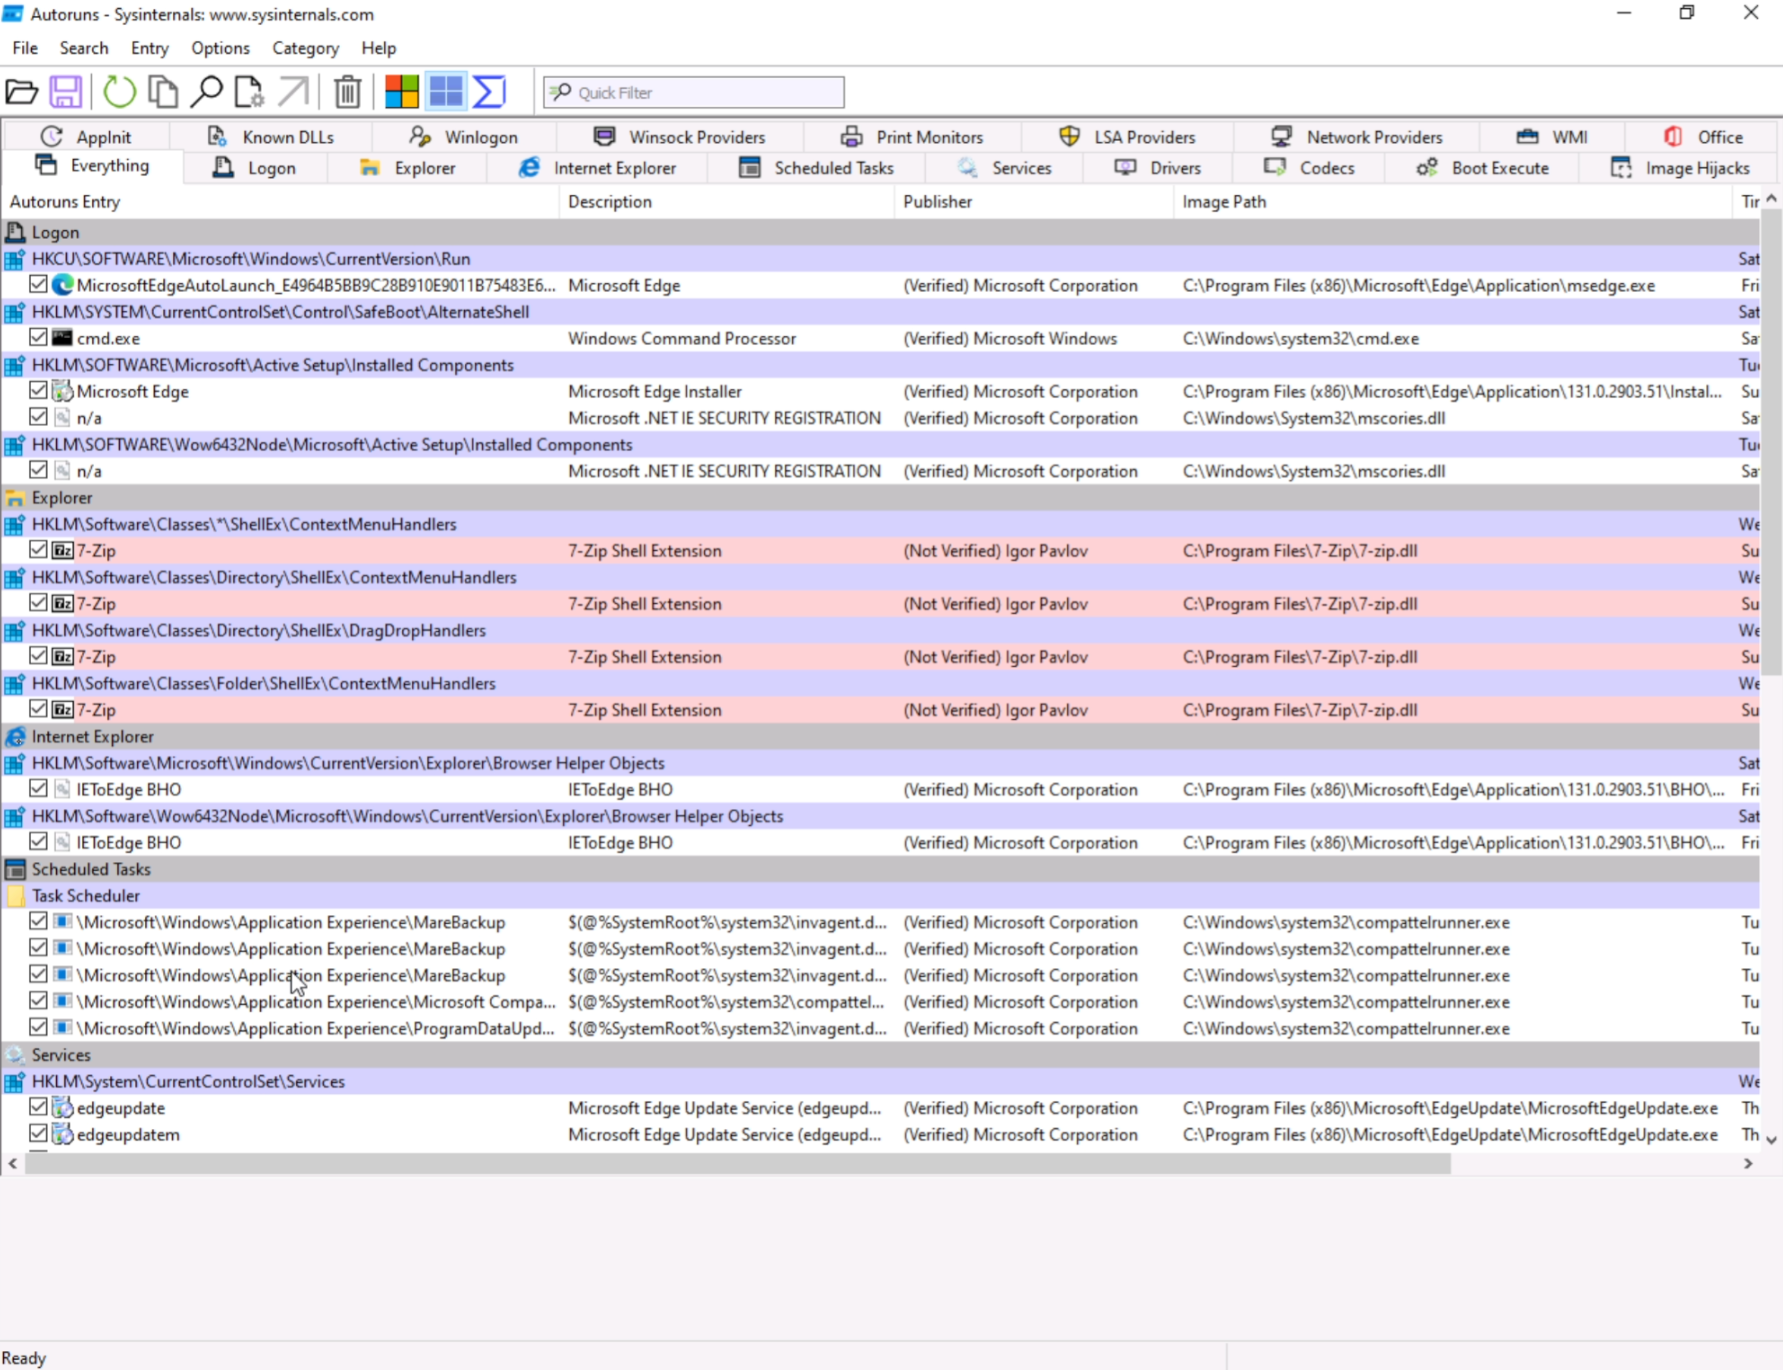 Autoruns - Sysinternals: www.sysinternals.com
File Search Entry Options Category Help
Quick Filter
AppInit Known DLLs Winlogon Winsock Providers Print Monitors LSA Providers Network Providers WMI Office
Everything Logon Explorer Internet Explorer Scheduled Tasks Services Drivers Codecs Boot Execute Image Hijacks
Autoruns Entry Description Publisher Image Path
Logon
HKCU\SOFTWARE\Microsoft\Windows\CurrentVersion\Run Sat
MicrosoftEdgeAutoLaunch_E4964B5BB9C28B910E9011B75483E6... Microsoft Edge (Verified) Microsoft Corporation C:\Program Files (x86)\Microsoft\Edge\Application\msedge.exe Fri
HKLM\SYSTEM\CurrentControlSet\Control\SafeBoot\AlternateShell Sat
cmd.exe Windows Command Processor (Verified) Microsoft Windows C:\Windows\system32\cmd.exe Sa
HKLM\SOFTWARE\Microsoft\Active Setup\Installed Components Tu
Microsoft Edge Microsoft Edge Installer (Verified) Microsoft Corporation C:\Program Files (x86)\Microsoft\Edge\Application\131.0.2903.51\Instal... Su
n/a Microsoft .NET IE SECURITY REGISTRATION (Verified) Microsoft Corporation C:\Windows\System32\mscories.dll Sa
HKLM\SOFTWARE\Wow6432Node\Microsoft\Active Setup\Installed Components Tu
n/a Microsoft .NET IE SECURITY REGISTRATION (Verified) Microsoft Corporation C:\Windows\System32\mscories.dll Sa
Explorer
HKLM\Software\Classes\*\ShellEx\ContextMenuHandlers We
7-Zip 7-Zip Shell Extension (Not Verified) Igor Pavlov C:\Program Files\7-Zip\7-zip.dll Su
HKLM\Software\Classes\Directory\ShellEx\ContextMenuHandlers We
7-Zip 7-Zip Shell Extension (Not Verified) Igor Pavlov C:\Program Files\7-Zip\7-zip.dll Su
HKLM\Software\Classes\Directory\ShellEx\DragDropHandlers We
7-Zip 7-Zip Shell Extension (Not Verified) Igor Pavlov C:\Program Files\7-Zip\7-zip.dll Su
HKLM\Software\Classes\Folder\ShellEx\ContextMenuHandlers We
7-Zip 7-Zip Shell Extension (Not Verified) Igor Pavlov C:\Program Files\7-Zip\7-zip.dll Su
Internet Explorer
HKLM\Software\Microsoft\Windows\CurrentVersion\Explorer\Browser Helper Objects Sat
IEToEdge BHO IEToEdge BHO (Verified) Microsoft Corporation C:\Program Files (x86)\Microsoft\Edge\Application\131.0.2903.51\BHO\... Fri
HKLM\Software\Wow6432Node\Microsoft\Windows\CurrentVersion\Explorer\Browser Helper Objects Sat
IEToEdge BHO IEToEdge BHO (Verified) Microsoft Corporation C:\Program Files (x86)\Microsoft\Edge\Application\131.0.2903.51\BHO\... Fri
Scheduled Tasks
Task Scheduler
\Microsoft\Windows\Application Experience\MareBackup $(@%SystemRoot%\system32\invagent.d... (Verified) Microsoft Corporation C:\Windows\system32\compattelrunner.exe Tu
\Microsoft\Windows\Application Experience\MareBackup $(@%SystemRoot%\system32\invagent.d... (Verified) Microsoft Corporation C:\Windows\system32\compattelrunner.exe Tu
\Microsoft\Windows\Application Experience\MareBackup $(@%SystemRoot%\system32\invagent.d... (Verified) Microsoft Corporation C:\Windows\system32\compattelrunner.exe Tu
\Microsoft\Windows\Application Experience\Microsoft Compa... $(@%SystemRoot%\system32\compattel... (Verified) Microsoft Corporation C:\Windows\system32\compattelrunner.exe Tu
\Microsoft\Windows\Application Experience\ProgramDataUpd... $(@%SystemRoot%\system32\invagent.d... (Verified) Microsoft Corporation C:\Windows\system32\compattelrunner.exe Tu
Services
HKLM\System\CurrentControlSet\Services We
edgeupdate Microsoft Edge Update Service (edgeupd... (Verified) Microsoft Corporation C:\Program Files (x86)\Microsoft\EdgeUpdate\MicrosoftEdgeUpdate.exe Th
edgeupdatem Microsoft Edge Update Service (edgeupd... (Verified) Microsoft Corporation C:\Program Files (x86)\Microsoft\EdgeUpdate\MicrosoftEdgeUpdate.exe Th
Ready